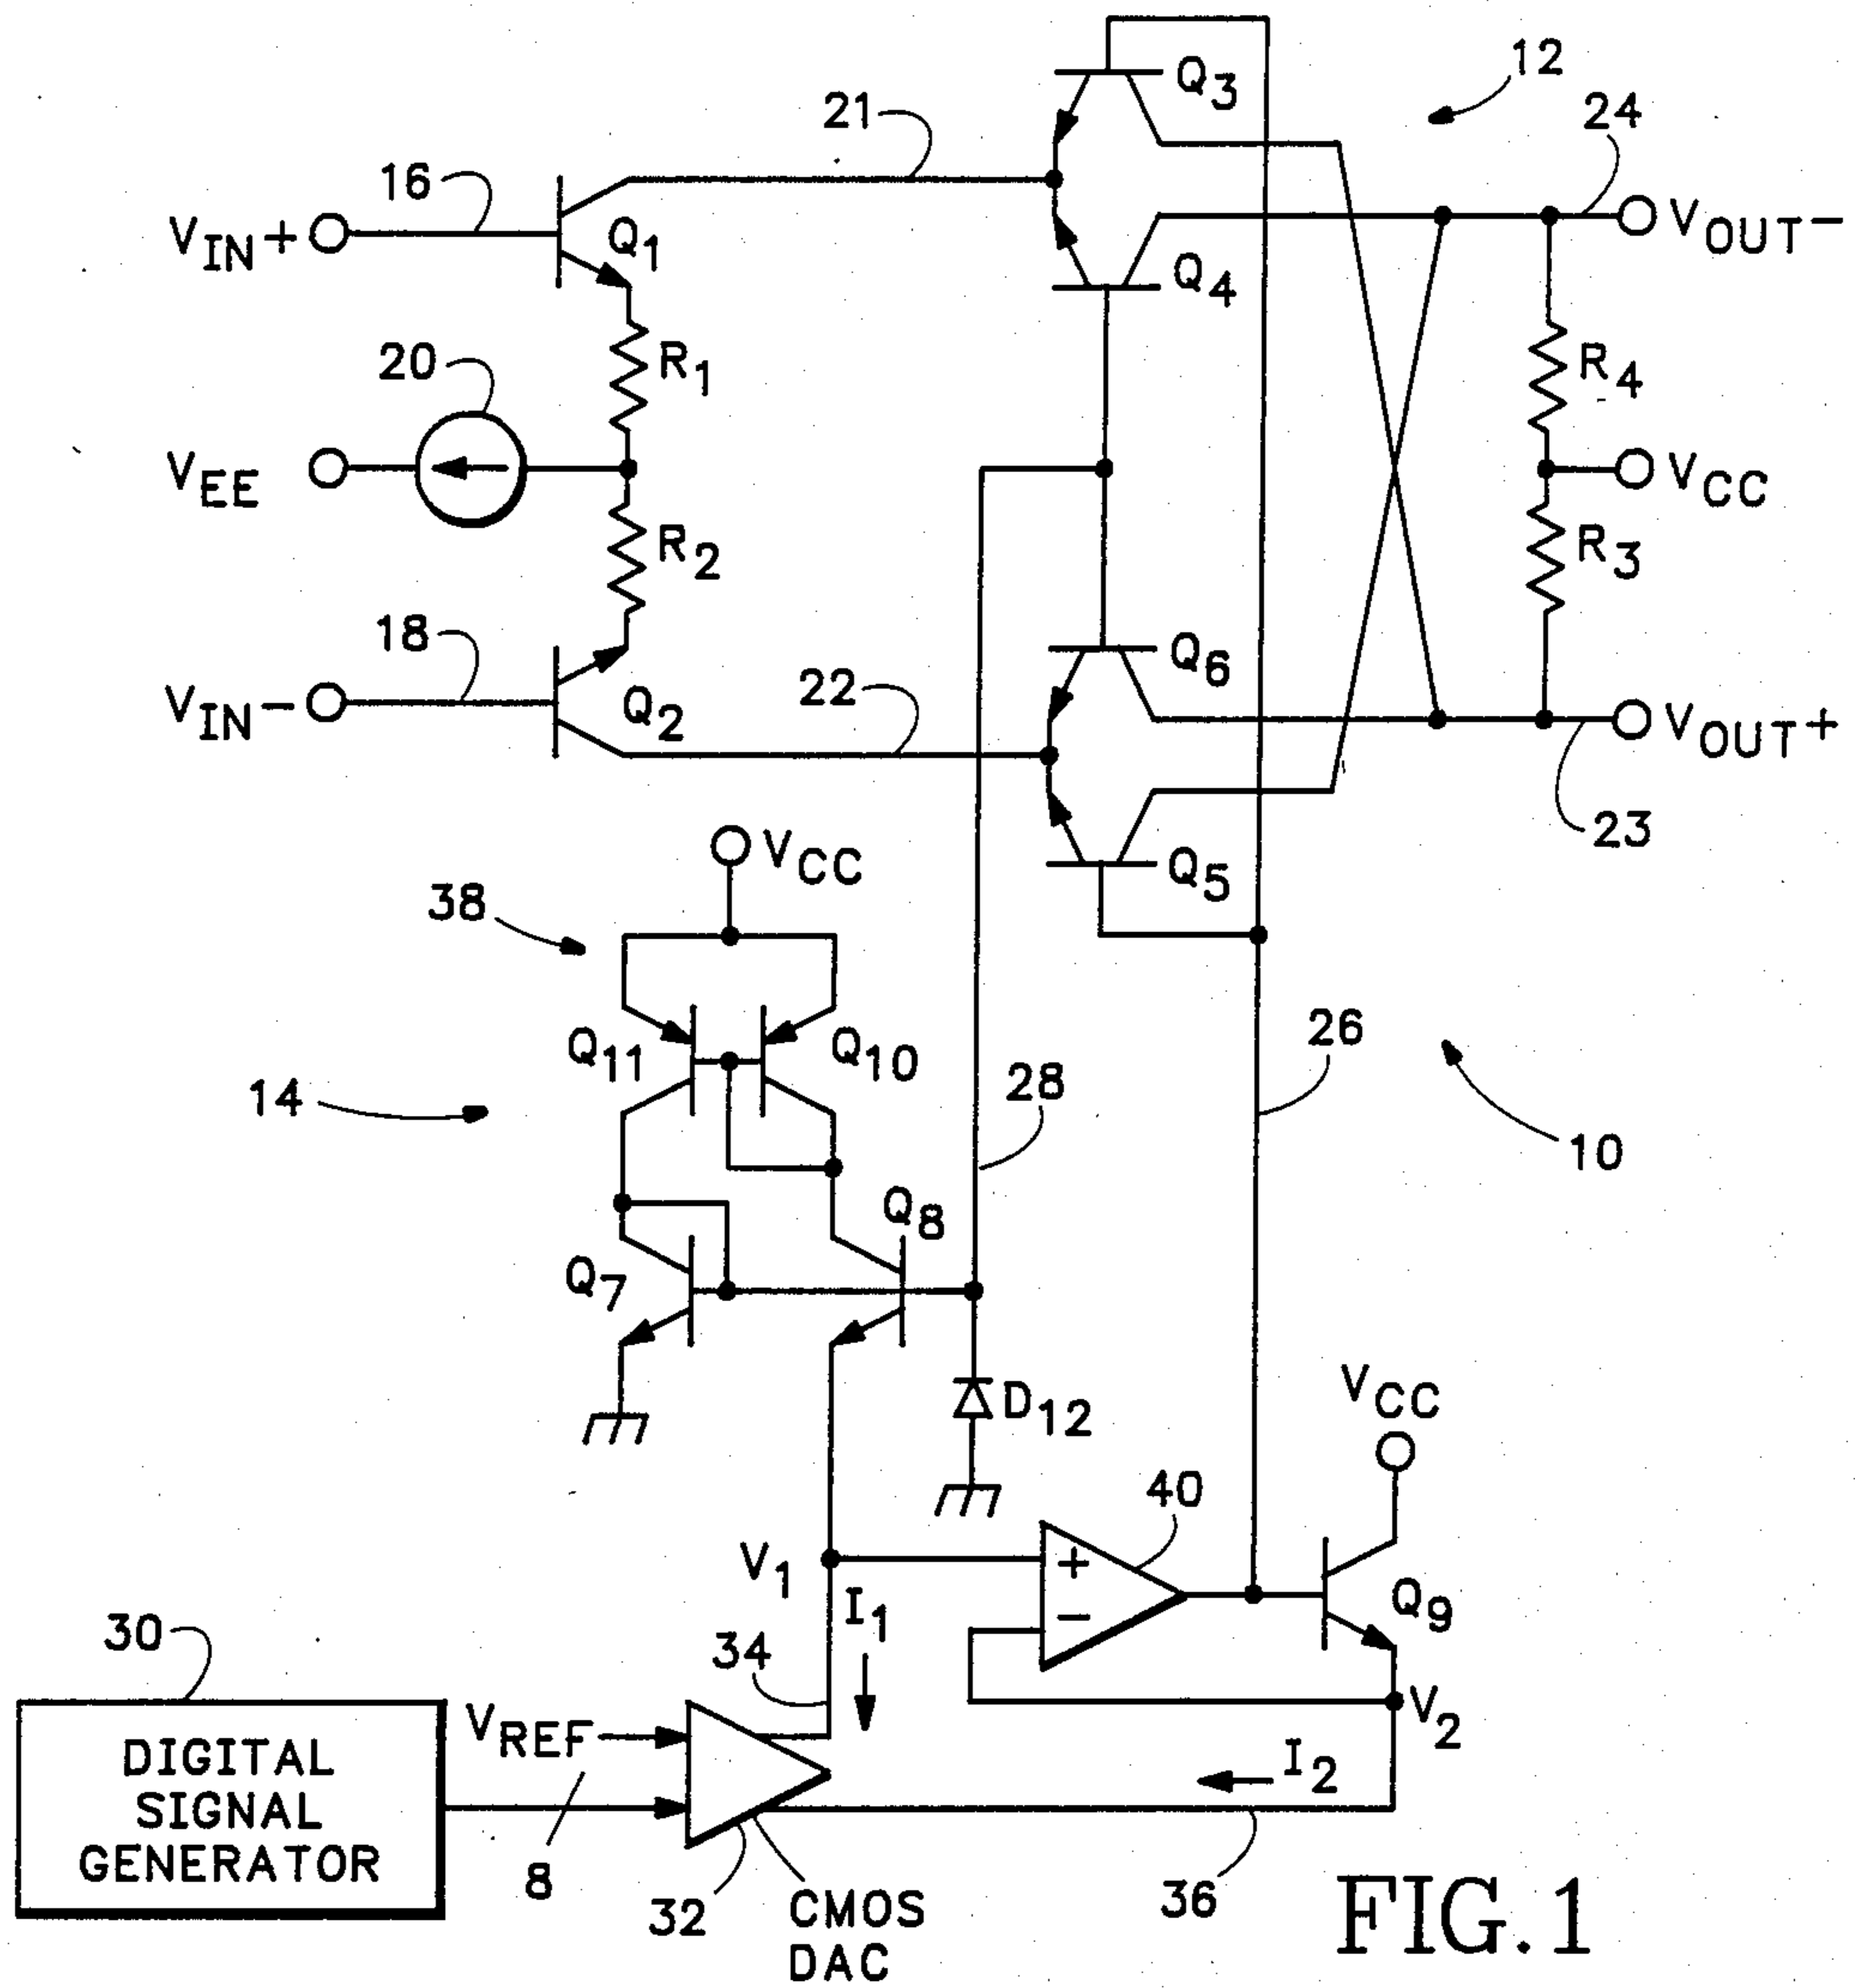 Q3
12
21
24
16
VIN+
Q1
VOUT-
Q4
20
R1
R4
VEE
VCC
R2
R3
18
Q6
22
VIN-
Q2
VOUT+
23
VCC
Q5
38
26
Q11
Q10
28
14
10
Q8
Q7
D12
VCC
40
V1
+
I1
-
Q9
30
34
VREF
V2
DIGITAL
SIGNAL
GENERATOR
I2
8
32
CMOS
DAC
36
FIG.1